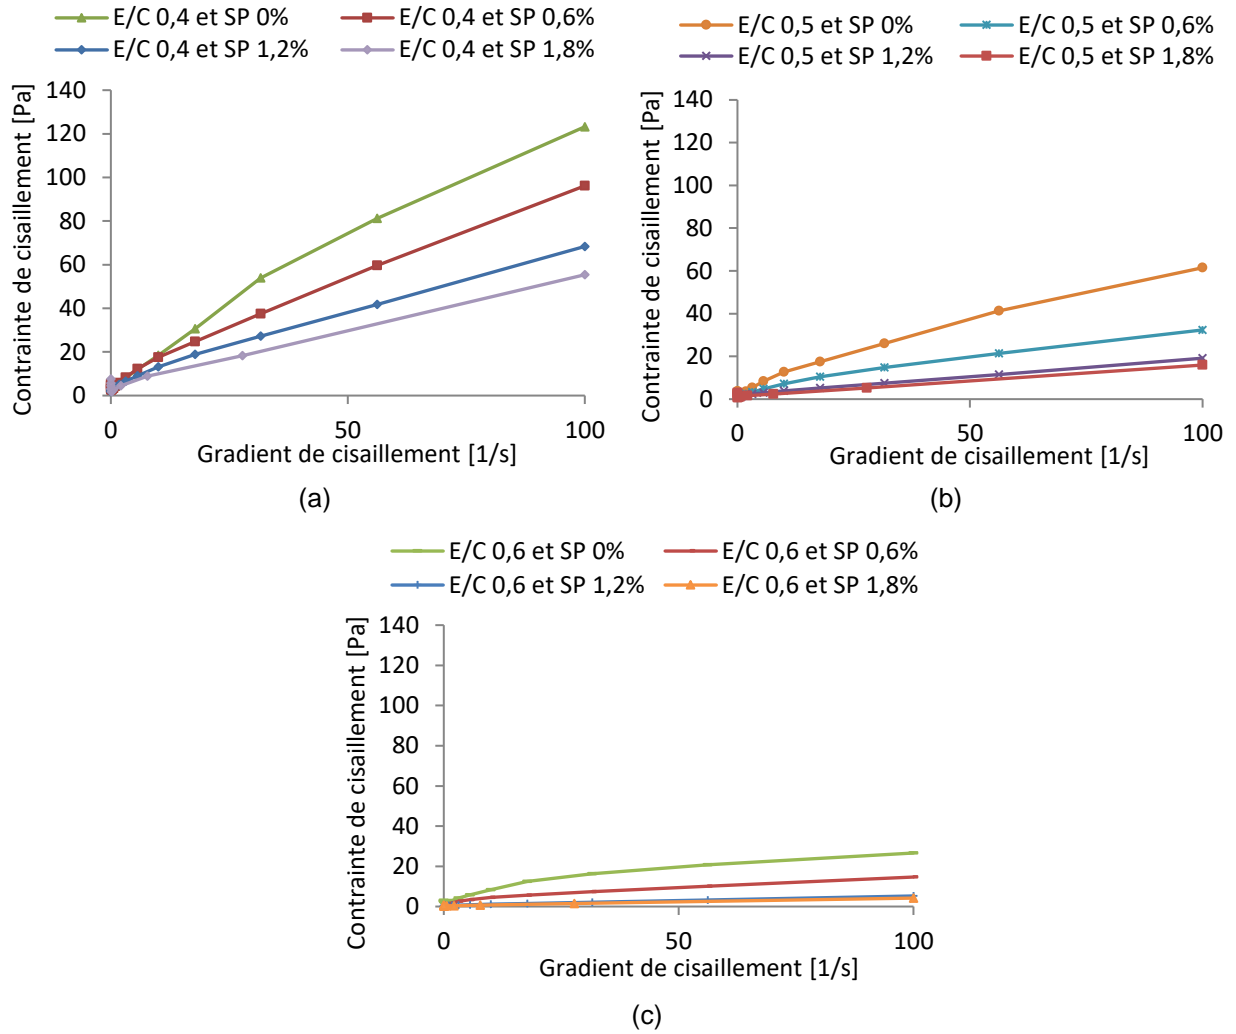 E/C 0,4 et SP 0% E/C 0,4 et SP 0,6%
E/C 0,4 et SP 1,2% E/C 0,4 et SP 1,8%
Contrainte de cisaillement [Pa]
140
120
100
80
60
40
20
0
0 50 100
Gradient de cisaillement [1/s]
(a)
E/C 0,5 et SP 0% E/C 0,5 et SP 0,6%
E/C 0,5 et SP 1,2% E/C 0,5 et SP 1,8%
Contrainte de cisaillement [Pa]
140
120
100
80
60
40
20
0
0 50 100
Gradient de cisaillement [1/s]
(b)
E/C 0,6 et SP 0% E/C 0,6 et SP 0,6%
E/C 0,6 et SP 1,2% E/C 0,6 et SP 1,8%
Contrainte de cisaillement [Pa]
140
120
100
80
60
40
20
0
0 50 100
Gradient de cisaillement [1/s]
(c)